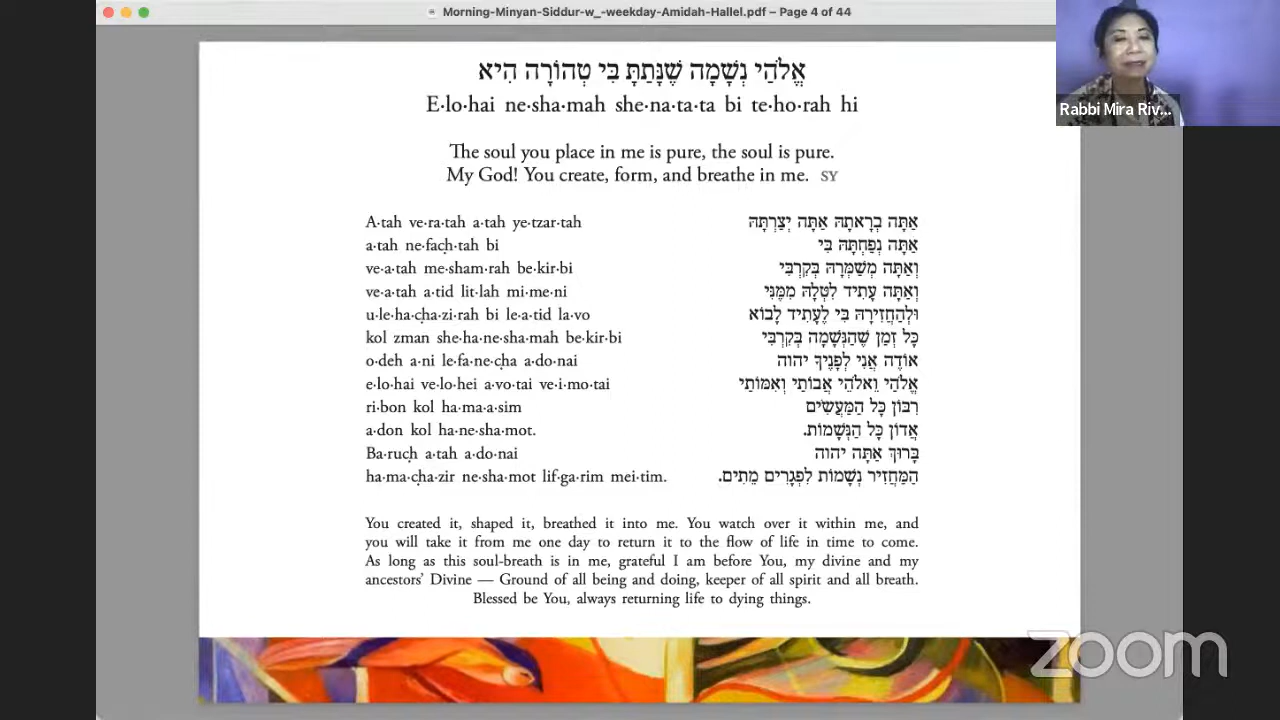 Morning-Minyan-Siddur-w_-weekday-Amidah-Hallel.pdf – Page 4 of 44
אֱלֹהַי נְשָׁמָה שֶׁנָּתַתָּ בִּי טְהוֹרָה הִיא
E·lo·hai ne·sha·mah she·na·ta·ta bi te·ho·rah hi
Rabbi Mira Riv...
The soul you place in me is pure, the soul is pure.
My God! You create, form, and breathe in me. SY
A·tah ve·ra·tah a·tah ye·tzar·tah
a·tah ne·fac̣h·tah bi
ve·a·tah me·sham·rah be·kir·bi
ve·a·tah a·tid lit·lah mi·me·ni
u·le·ha·c̣ha·zi·rah bi le·a·tid la·vo
kol zman she·ha·ne·sha·mah be·kir·bi
o·deh a·ni le·fa·ne·c̣ha a·do·nai
e·lo·hai ve·lo·hei a·vo·tai ve·i·mo·tai
ri·bon kol ha·ma·a·sim
a·don kol ha·ne·sha·mot.
Ba·ruc̣h a·tah a·do·nai
ha·ma·c̣ha·zir ne·sha·mot lif·ga·rim mei·tim.
אַתָּה בְרָאתָהּ אַתָּה יְצַרְתָּהּ
אַתָּה נְפַחְתָּהּ בִּי
וְאַתָּה מְשַׁמְּרָהּ בְּקִרְבִּי
וְאַתָּה עָתִיד לִטְּלָהּ מִמֶּנִּי
וּלְהַחֲזִירָהּ בִּי לֶעָתִיד לָבוֹא
כָּל זְמַן שֶׁהַנְּשָׁמָה בְּקִרְבִּי
אוֹדֶה אֲנִי לְפָנֶיךָ יהוה
אֱלֹהַי וֵאלֹהֵי אֲבוֹתַי וְאִמּוֹתַי
רִבּוֹן כָּל הַמַּעֲשִׂים
אֲדוֹן כָּל הַנְּשָׁמוֹת.
בָּרוּךְ אַתָּה יהוה
הַמַּחֲזִיר נְשָׁמוֹת לִפְגָרִים מֵתִים.
You created it, shaped it, breathed it into me. You watch over it within me, and
you will take it from me one day to return it to the flow of life in time to come.
As long as this soul-breath is in me, grateful I am before You, my divine and my
ancestors' Divine — Ground of all being and doing, keeper of all spirit and all breath.
Blessed be You, always returning life to dying things.
zoom